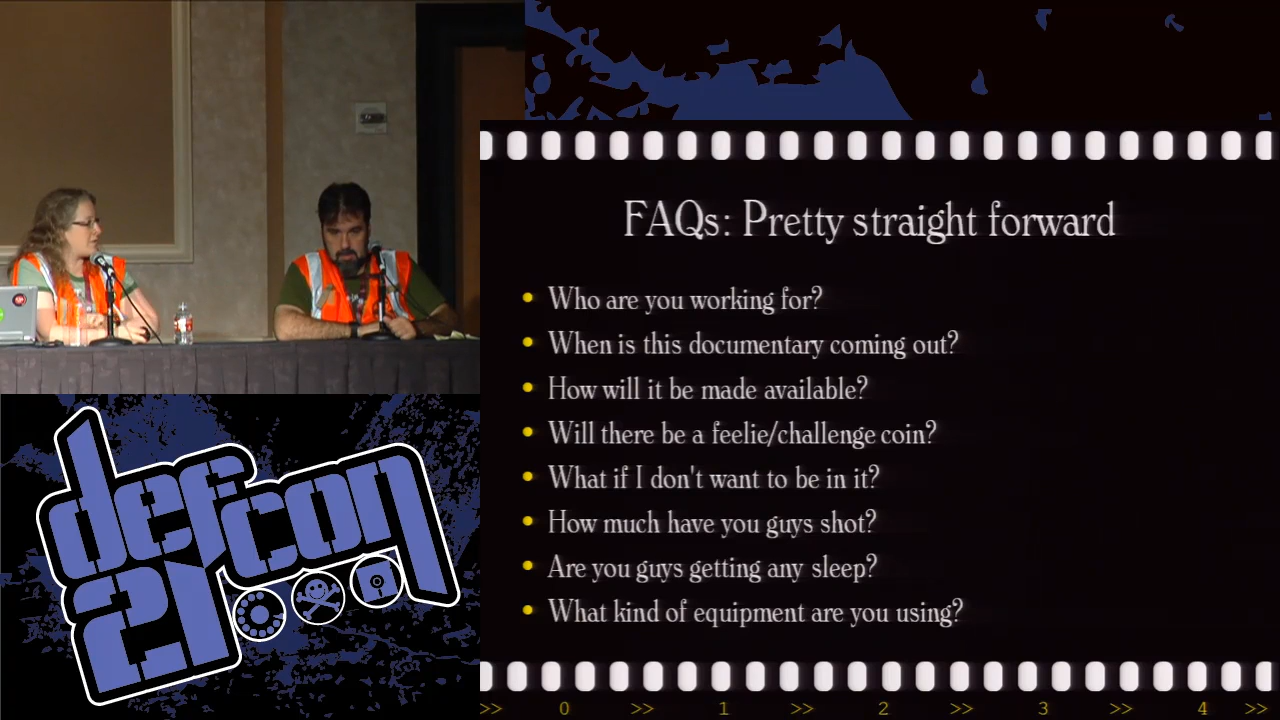 FAQs: Pretty straight forward
Who are you working for?
When is this documentary coming out?
How will it be made available?
Will there be a feelie/challenge coin?
What if I don't want to be in it?
How much have you guys shot?
Are you guys getting any sleep?
What kind of equipment are you using?
defcon
21
>> 0 >> 1 >> 2 >> 3 >> 4 >>